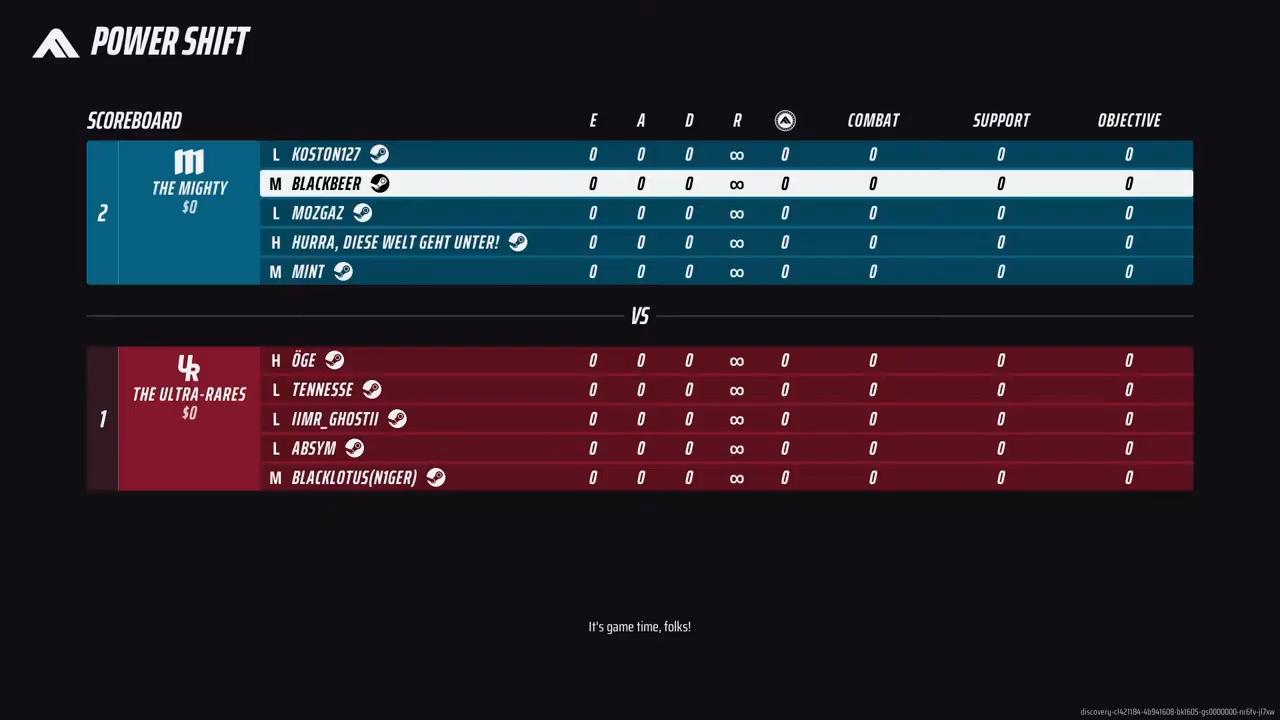 POWER SHIFT
SCOREBOARD E A D R COMBAT SUPPORT OBJECTIVE
2 THE MIGHTY $0
L KOSTON127 0 0 0 ∞ 0 0 0 0
M BLACKBEER 0 0 0 ∞ 0 0 0 0
L MOZGAZ 0 0 0 ∞ 0 0 0 0
H HURRA, DIESE WELT GEHT UNTER! 0 0 0 ∞ 0 0 0 0
M MINT 0 0 0 ∞ 0 0 0 0
VS
1 UR THE ULTRA-RARES $0
H ÖGE 0 0 0 ∞ 0 0 0 0
L TENNESSE 0 0 0 ∞ 0 0 0 0
L IIMR_GHOSTII 0 0 0 ∞ 0 0 0 0
L ABSYM 0 0 0 ∞ 0 0 0 0
M BLACKLOTUS(N1GER) 0 0 0 ∞ 0 0 0 0
It's game time, folks!